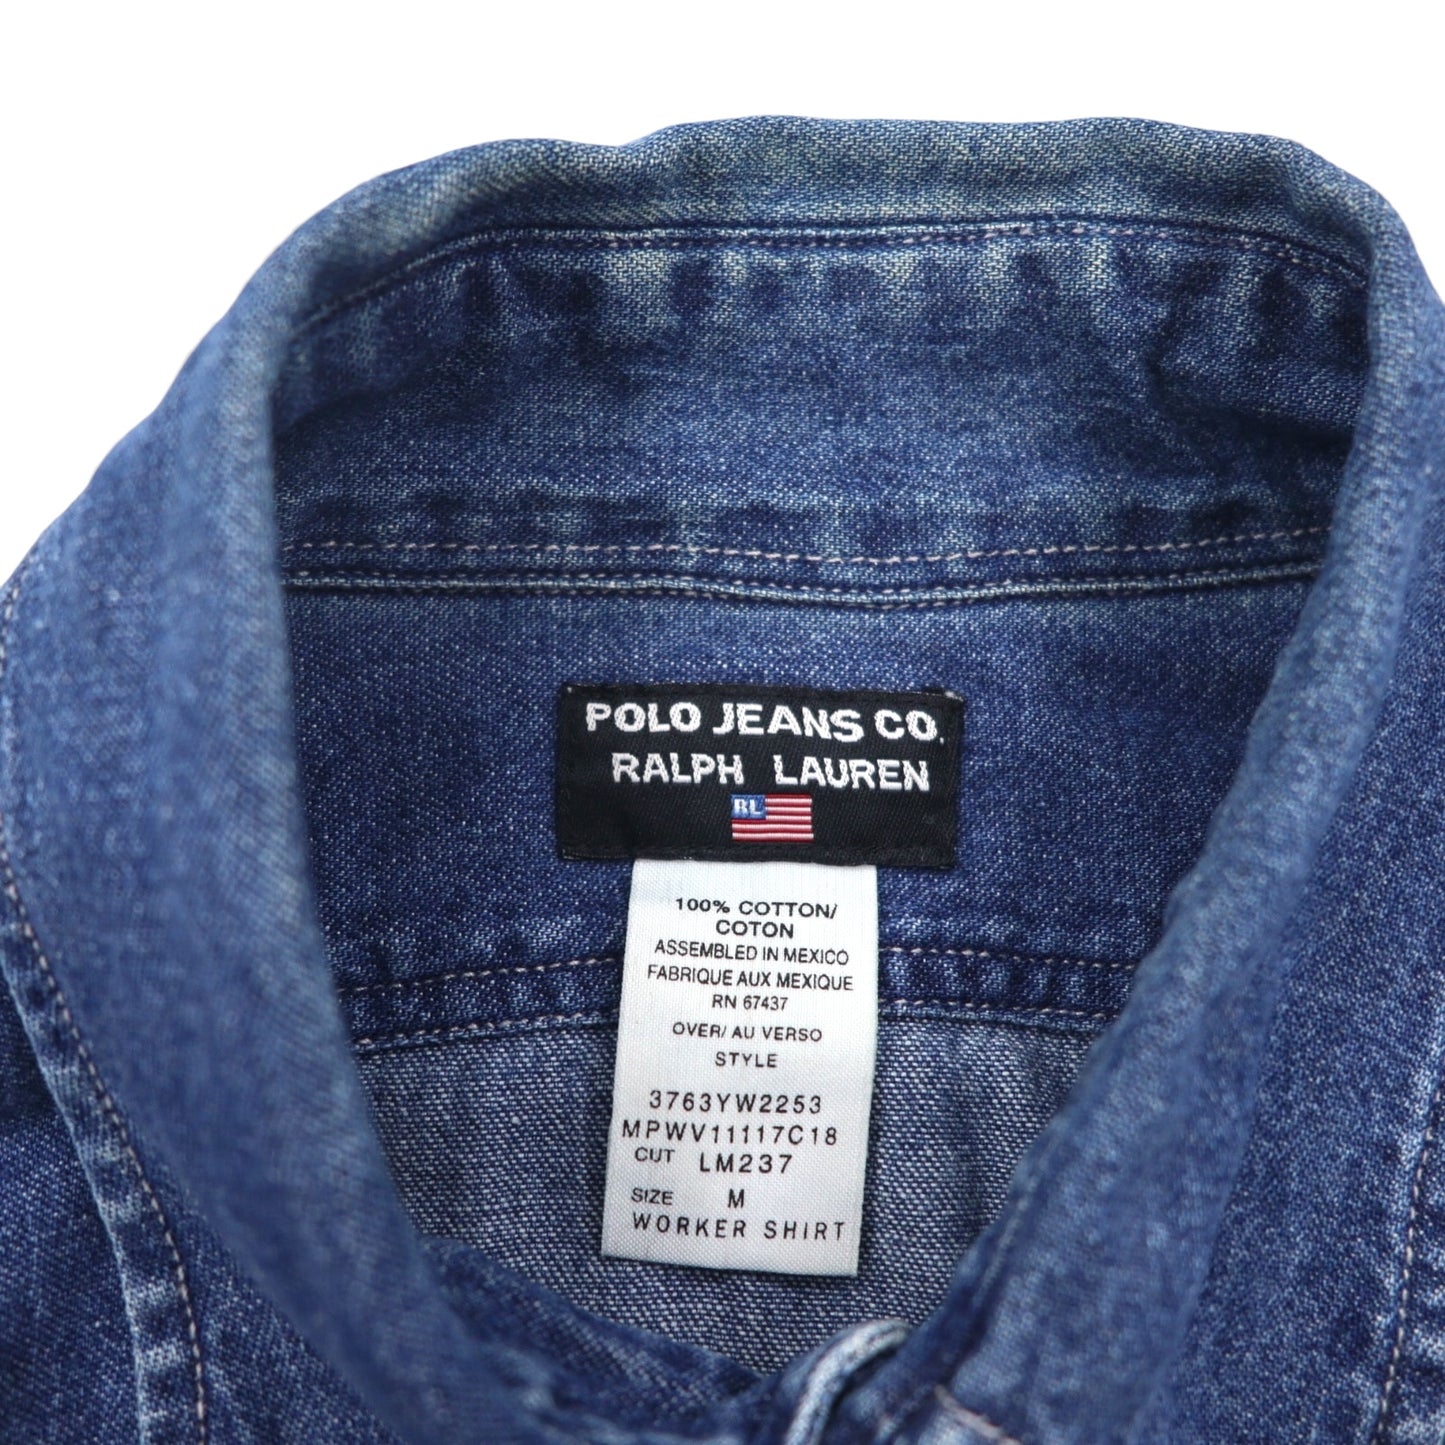 POLO JEANS CO.
RALPH LAUREN
RL
100% COTTON/
COTON
ASSEMBLED IN MEXICO
FABRIQUE AUX MEXIQUE
RN 67437
OVER/ AU VERSO
STYLE
3763YW2253
MPWV11117C18
CUT LM237
SIZE M
WORKER SHIRT